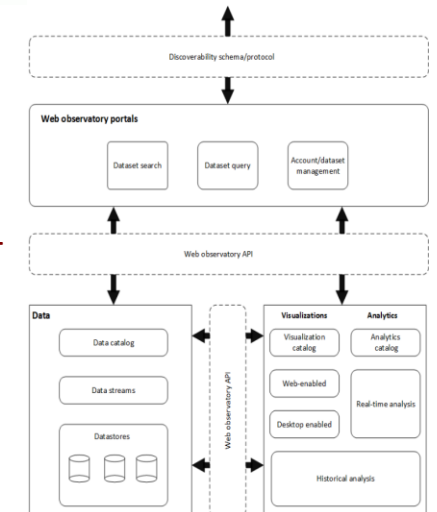 Discoverability schema/protocol
Web observatory portals
Dataset search
Dataset query
Account/dataset
management
Web observatory API
Data
Data catalog
Data streams
Datastores
Web observatory API
Visualizations
Analytics
Visualization
catalog
Analytics
catalog
Web-enabled
Real-time analysis
Desktop enabled
Historical analysis